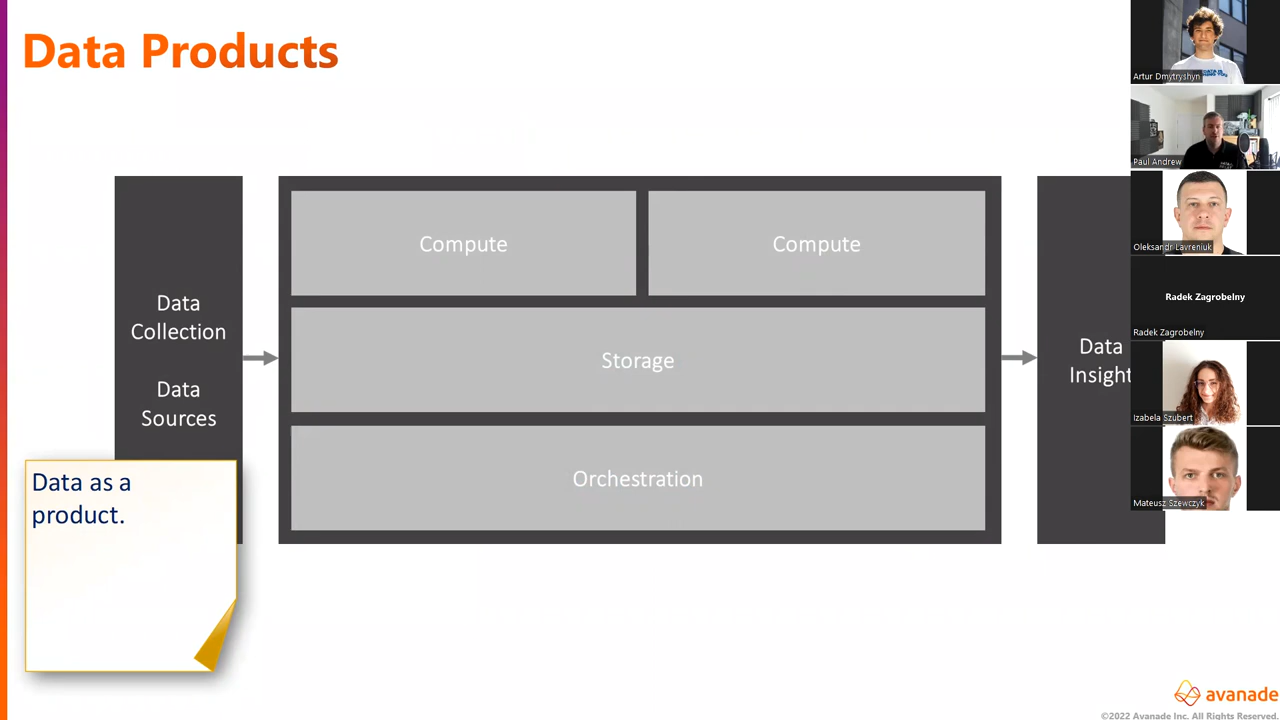 Data Products
Data
Collection
Data
Sources
Compute
Compute
Storage
Orchestration
Data
Insight
Data as a
product.
Artur Dmytryshyn
Paul Andrew
Oleksandr Lavreniuk
Radek Zagrobelny
Radek Zagrobelny
Izabela Szubert
Mateusz Szewczyk
avanade
©2022 Avanade Inc. All Rights Reserved.